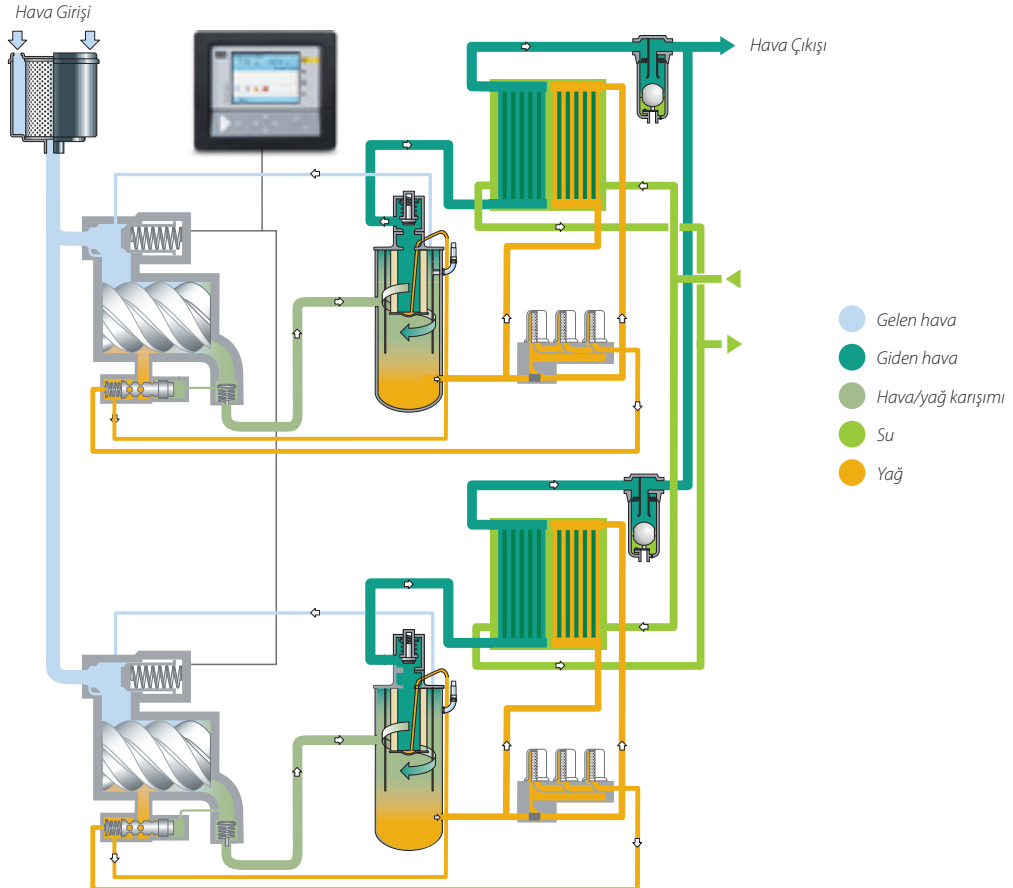 Hava Girişi
Hava Çıkışı
Gelen hava
Giden hava
Hava/yağ karışımı
Su
Yağ